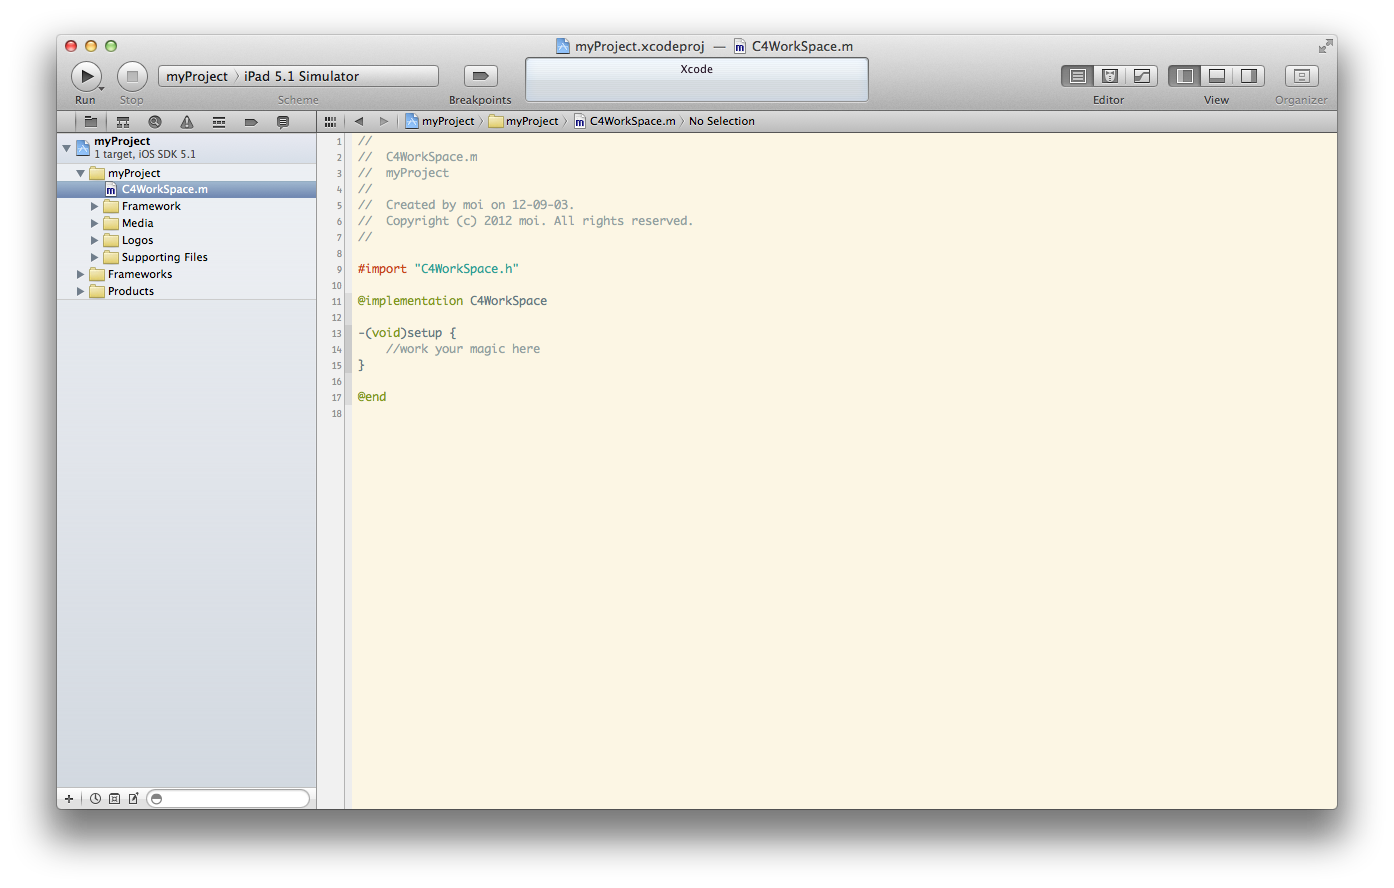 myProject.xcodeproj — C4WorkSpace.m
myProject 〉 iPad 5.1 Simulator
Xcode
Run
Stop
Scheme
Breakpoints
Editor
View
Organizer
myProject 〉 myProject 〉 C4WorkSpace.m 〉 No Selection
myProject
1 target, iOS SDK 5.1
myProject
C4WorkSpace.m
Framework
Media
Logos
Supporting Files
Frameworks
Products
1 //
2 //  C4WorkSpace.m
3 //  myProject
4 //
5 //  Created by moi on 12-09-03.
6 //  Copyright (c) 2012 moi. All rights reserved.
7 //
8
9 #import "C4WorkSpace.h"
10
11 @implementation C4WorkSpace
12
13 -(void)setup {
14     //work your magic here
15 }
16
17 @end
18